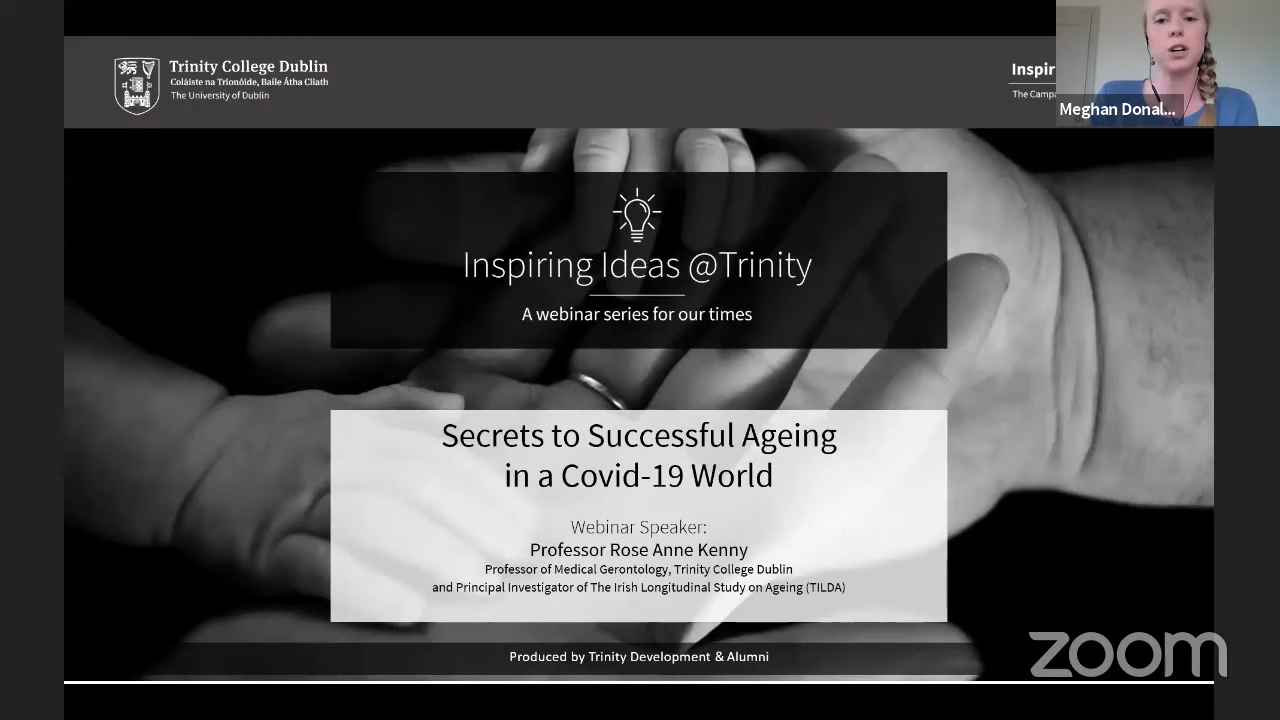 Trinity College Dublin
Coláiste na Tríonóide, Baile Átha Cliath
The University of Dublin
Inspir
The Campa
Meghan Donal...
Inspiring Ideas @Trinity
A webinar series for our times
Secrets to Successful Ageing
in a Covid-19 World
Webinar Speaker:
Professor Rose Anne Kenny
Professor of Medical Gerontology, Trinity College Dublin
and Principal Investigator of The Irish Longitudinal Study on Ageing (TILDA)
Produced by Trinity Development & Alumni
zoom